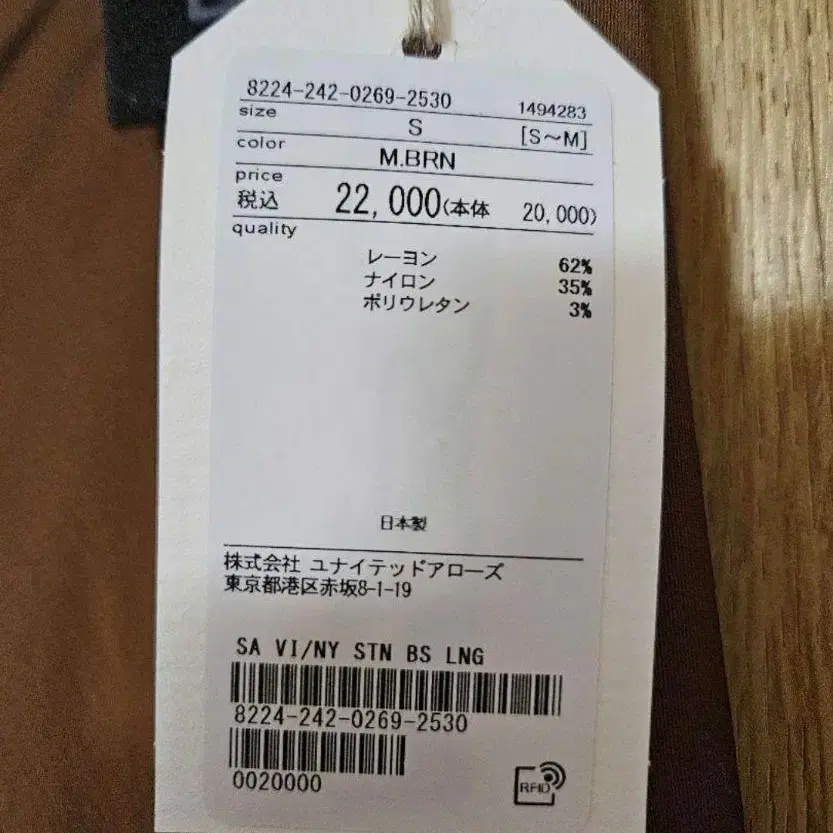 8224-242-0269-2530 1494283
size S [S~M]
color M.BRN
price
税込 22,000(本体 20,000)
quality
レーヨン 62%
ナイロン 35%
ポリウレタン 3%
日本製
株式会社 ユナイテッドアローズ
東京都港区赤坂8-1-19
SA VI/NY STN BS LNG
8224-242-0269-2530
0020000
RFID